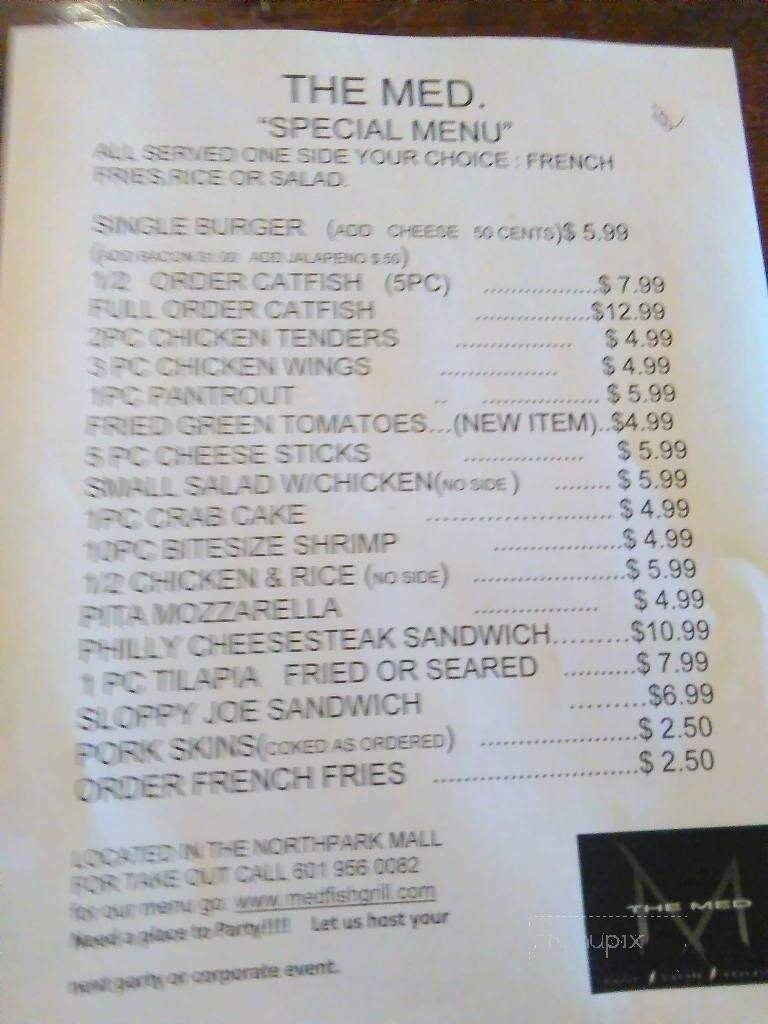 THE MED.
"SPECIAL MENU"
ALL SERVED ONE SIDE YOUR CHOICE : FRENCH
FRIES,RICE OR SALAD.
SINGLE BURGER (ADD CHEESE 50 CENTS)$ 5.99
(ADD BACON $1.00 ADD JALAPENO $.50)
1/2 ORDER CATFISH (5PC) ..................$ 7.99
FULL ORDER CATFISH ..................$12.99
2PC CHICKEN TENDERS .................. $ 4.99
3 PC CHICKEN WINGS .................. $ 4.99
1PC PANTROUT .. .................. $ 5.99
FRIED GREEN TOMATOES...(NEW ITEM)..$4.99
5 PC CHEESE STICKS .................. $ 5.99
SMALL SALAD W/CHICKEN(NO SIDE) ........ $ 5.99
1PC CRAB CAKE ........................... $ 4.99
10PC BITESIZE SHRIMP ...................$ 4.99
1/2 CHICKEN & RICE (NO SIDE) ......................$ 5.99
PITA MOZZARELLA .................. $ 4.99
PHILLY CHEESESTEAK SANDWICH.........$10.99
1 PC TILAPIA FRIED OR SEARED ..........$ 7.99
SLOPPY JOE SANDWICH .........$6.99
PORK SKINS(COKED AS ORDERED) ....................$ 2.50
ORDER FRENCH FRIES ...........................$ 2.50
LOCATED IN THE NORTHPARK MALL
FOR TAKE OUT CALL 601 956 0082
for our menu go: www.medfishgrill.com
Need a place to Party!!!! Let us host your
next party or corporate event.
THE MED